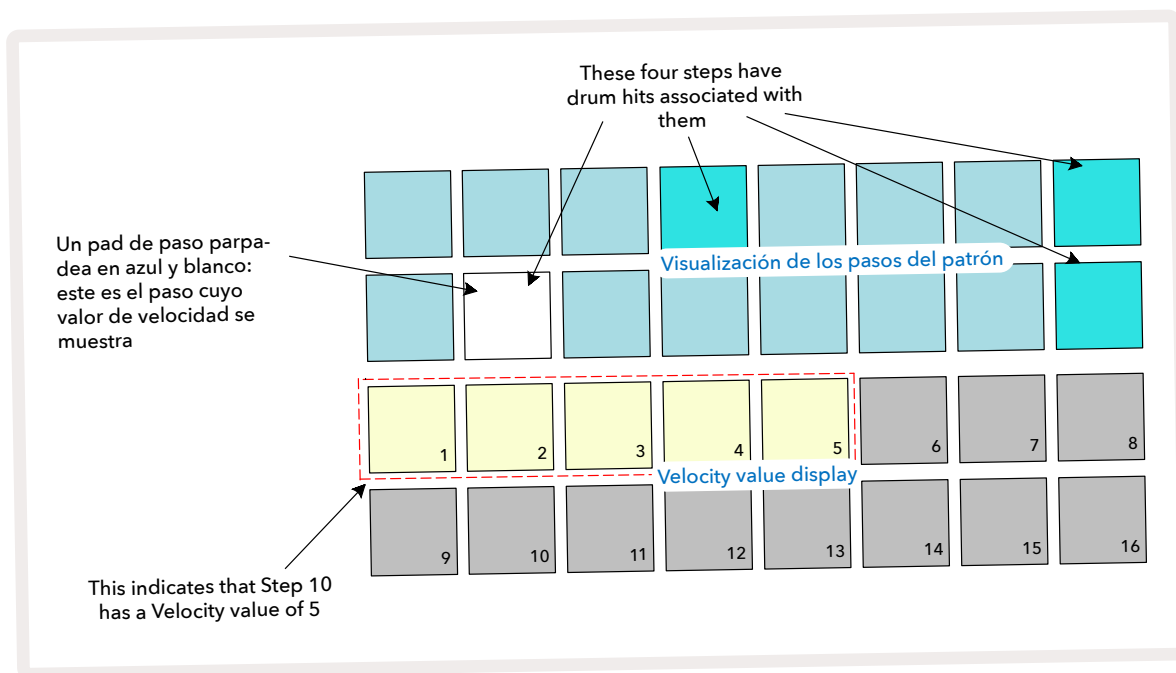 These four steps have
drum hits associated with
them
Un pad de paso parpa-
dea en azul y blanco:
este es el paso cuyo
valor de velocidad se
muestra
Visualización de los pasos del patrón
1 2 3 4 5 6 7 8
Velocity value display
9 10 11 12 13 14 15 16
This indicates that Step 10
has a Velocity value of 5